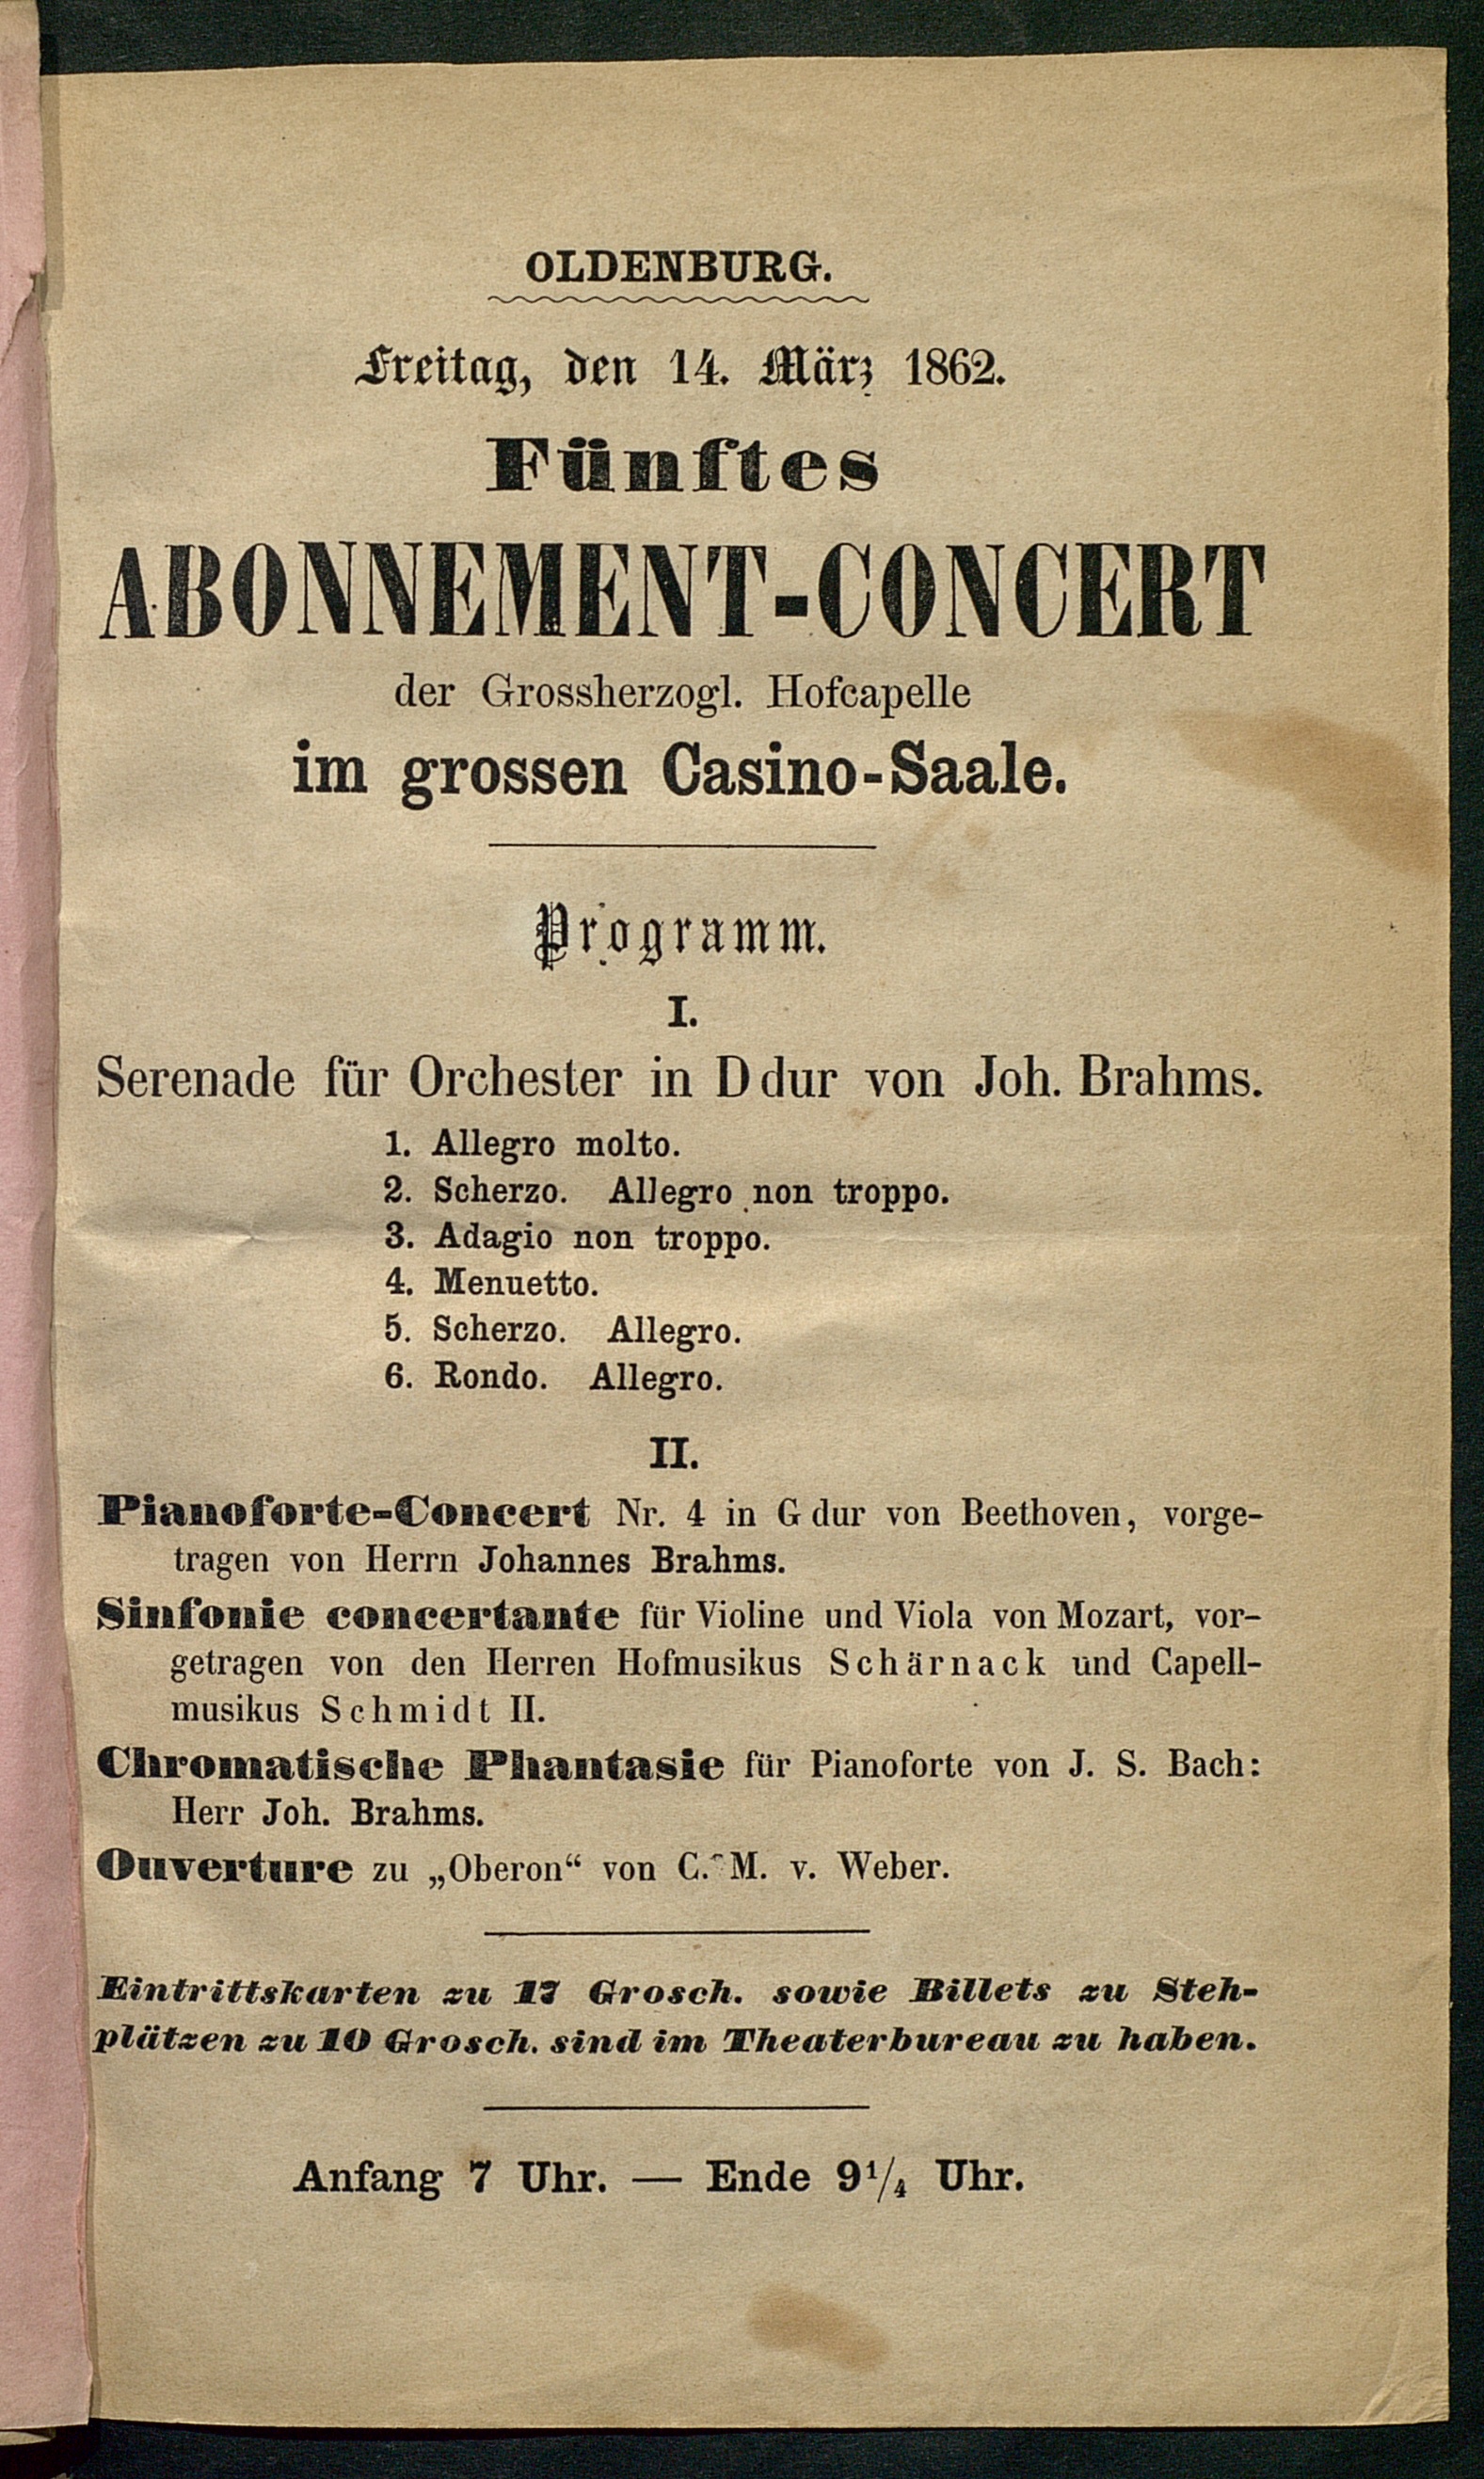 OLDENBURG.
Freitag, den 14. März 1862.
Fünftes
ABONNEMENT-CONCERT
der Grossherzogl. Hofcapelle
im grossen Casino-Saale.
Programm.
I.
Serenade für Orchester in D dur von Joh. Brahms.
1. Allegro molto.
2. Scherzo. Allegro non troppo.
3. Adagio non troppo.
4. Menuetto.
5. Scherzo. Allegro.
6. Rondo. Allegro.
II.
Pianoforte-Concert Nr. 4 in G dur von Beethoven, vorge-
tragen von Herrn Johannes Brahms.
Sinfonie concertante für Violine und Viola von Mozart, vor-
getragen von den Herren Hofmusikus Schärnack und Capell-
musikus Schmidt II.
Chromatische Phantasie für Pianoforte von J. S. Bach:
Herr Joh. Brahms.
Ouverture zu „Oberon“ von C. M. v. Weber.
Eintrittskarten zu 17 Grosch. sowie Billets zu Steh-
plätzen zu 10 Grosch. sind im Theaterbureau zu haben.
Anfang 7 Uhr. — Ende 9¹/₄ Uhr.